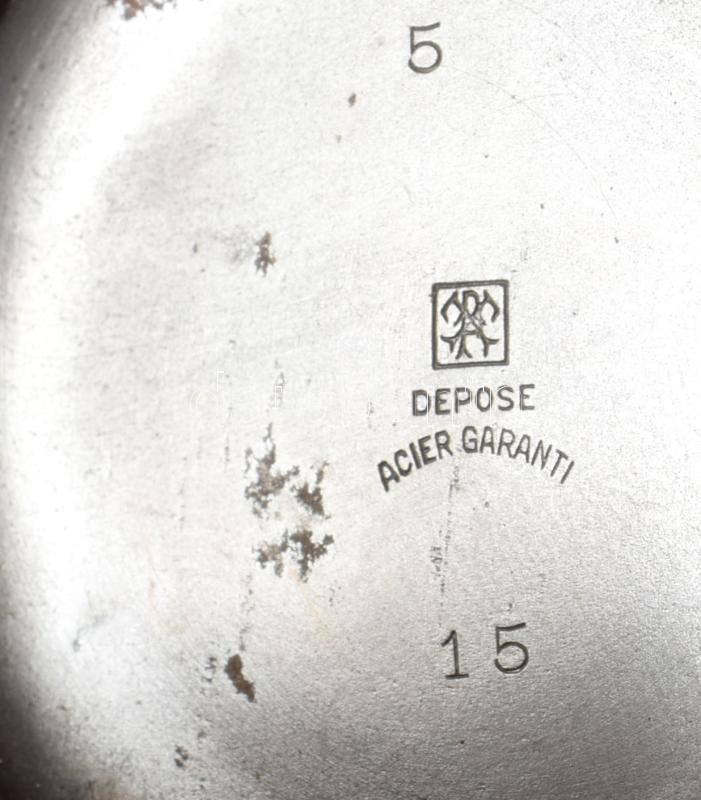 5
DEPOSE
ACIER GARANTI
15